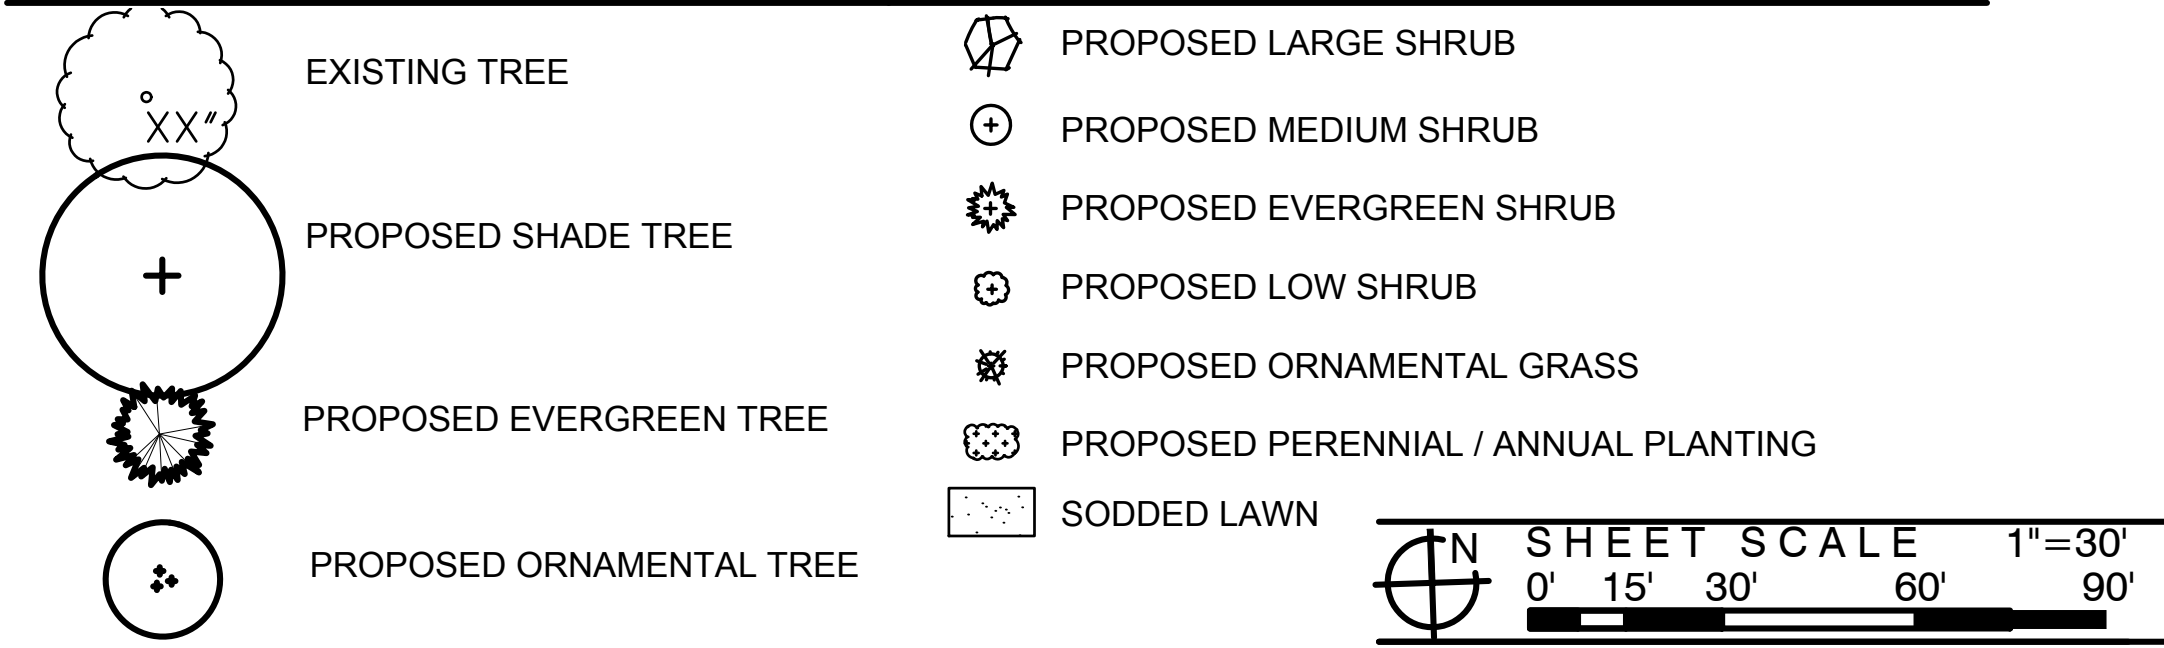 EXISTING TREE
XX"
PROPOSED SHADE TREE
PROPOSED EVERGREEN TREE
PROPOSED ORNAMENTAL TREE
PROPOSED LARGE SHRUB
PROPOSED MEDIUM SHRUB
PROPOSED EVERGREEN SHRUB
PROPOSED LOW SHRUB
PROPOSED ORNAMENTAL GRASS
PROPOSED PERENNIAL / ANNUAL PLANTING
SODDED LAWN
N
SHEET SCALE 1"=30'
0' 15' 30' 60' 90'